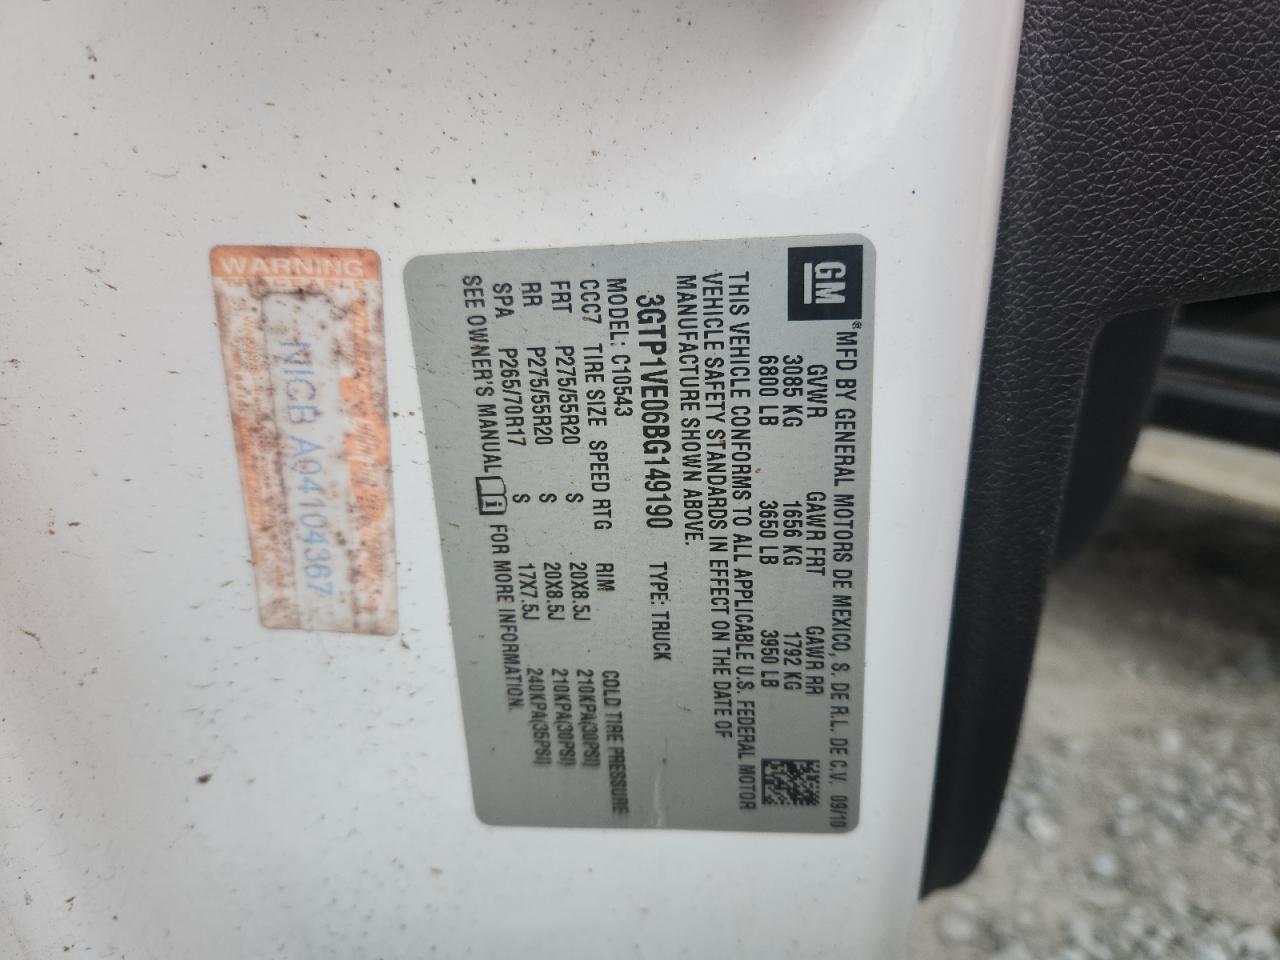 GM ® MFD BY GENERAL MOTORS DE MEXICO, S. DE R.L. DE C.V. 09/10
GVWR GAWR FRT GAWR RR
3085 KG 1656 KG 1792 KG
6800 LB 3650 LB 3950 LB
THIS VEHICLE CONFORMS TO ALL APPLICABLE U.S. FEDERAL MOTOR
VEHICLE SAFETY STANDARDS IN EFFECT ON THE DATE OF
MANUFACTURE SHOWN ABOVE.
3GTP1VE06BG149190 TYPE: TRUCK
MODEL: C10543
CCC7 TIRE SIZE SPEED RTG RIM COLD TIRE PRESSURE
FRT P275/55R20 S 20X8.5J 210KPA(30PSI)
RR P275/55R20 S 20X8.5J 210KPA(30PSI)
SPA P265/70R17 S 17X7.5J 240KPA(35PSI)
SEE OWNER'S MANUAL i FOR MORE INFORMATION.
WARNING
NICB A04104367